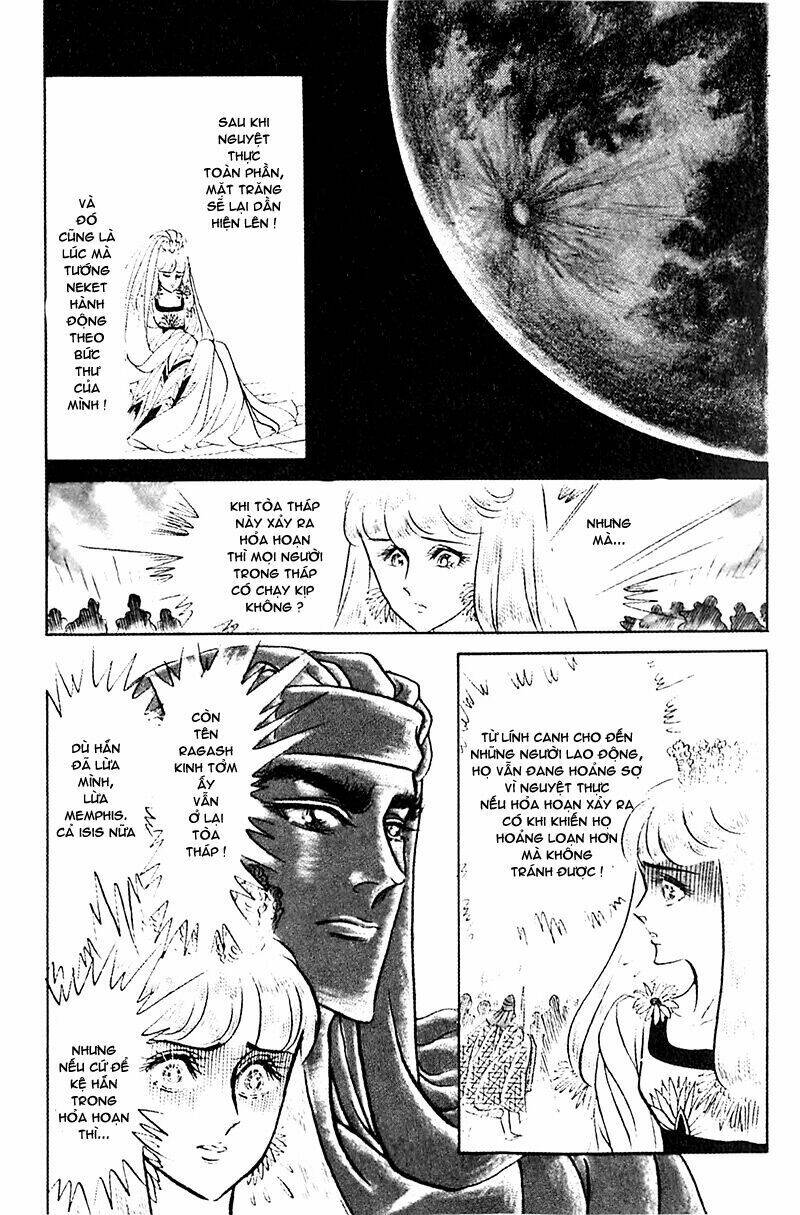 SAU KHI
NGUYỆT
THỰC
TOÀN PHẦN,
MẶT TRĂNG
SẼ LẠI DẦN
HIỆN LÊN !
VÀ
ĐÓ
CŨNG LÀ
LÚC MÀ
TƯỚNG
NEKET
HÀNH
ĐỘNG
THEO
BỨC
THƯ
CỦA
MÌNH !
NHƯNG
MÀ...
KHI TÒA THÁP
NÀY XẢY RA
HỎA HOẠN
THÌ MỌI NGƯỜI
TRONG THÁP
CÓ CHẠY KỊP
KHÔNG ?
TỪ LÍNH CANH CHO ĐẾN
NHỮNG NGƯỜI LAO ĐỘNG,
HỌ VẪN ĐANG HOẢNG SỢ
VÌ NGUYỆT THỰC
NẾU HỎA HOẠN XẢY RA
CÓ KHI KHIẾN HỌ
HOẢNG LOẠN HƠN
MÀ KHÔNG
TRÁNH ĐƯỢC !
CÒN
TÊN
RAGASH
KINH TỞM
ẤY
VẪN
Ở LẠI
TÒA
THÁP !
DÙ HẮN
ĐÃ LỪA
MÌNH,
LỪA
MEMPHIS.
CẢ ISIS NỮA
NHƯNG
NẾU CỨ ĐỂ
KỆ HẮN
TRONG
HỎA HOẠN
THÌ...